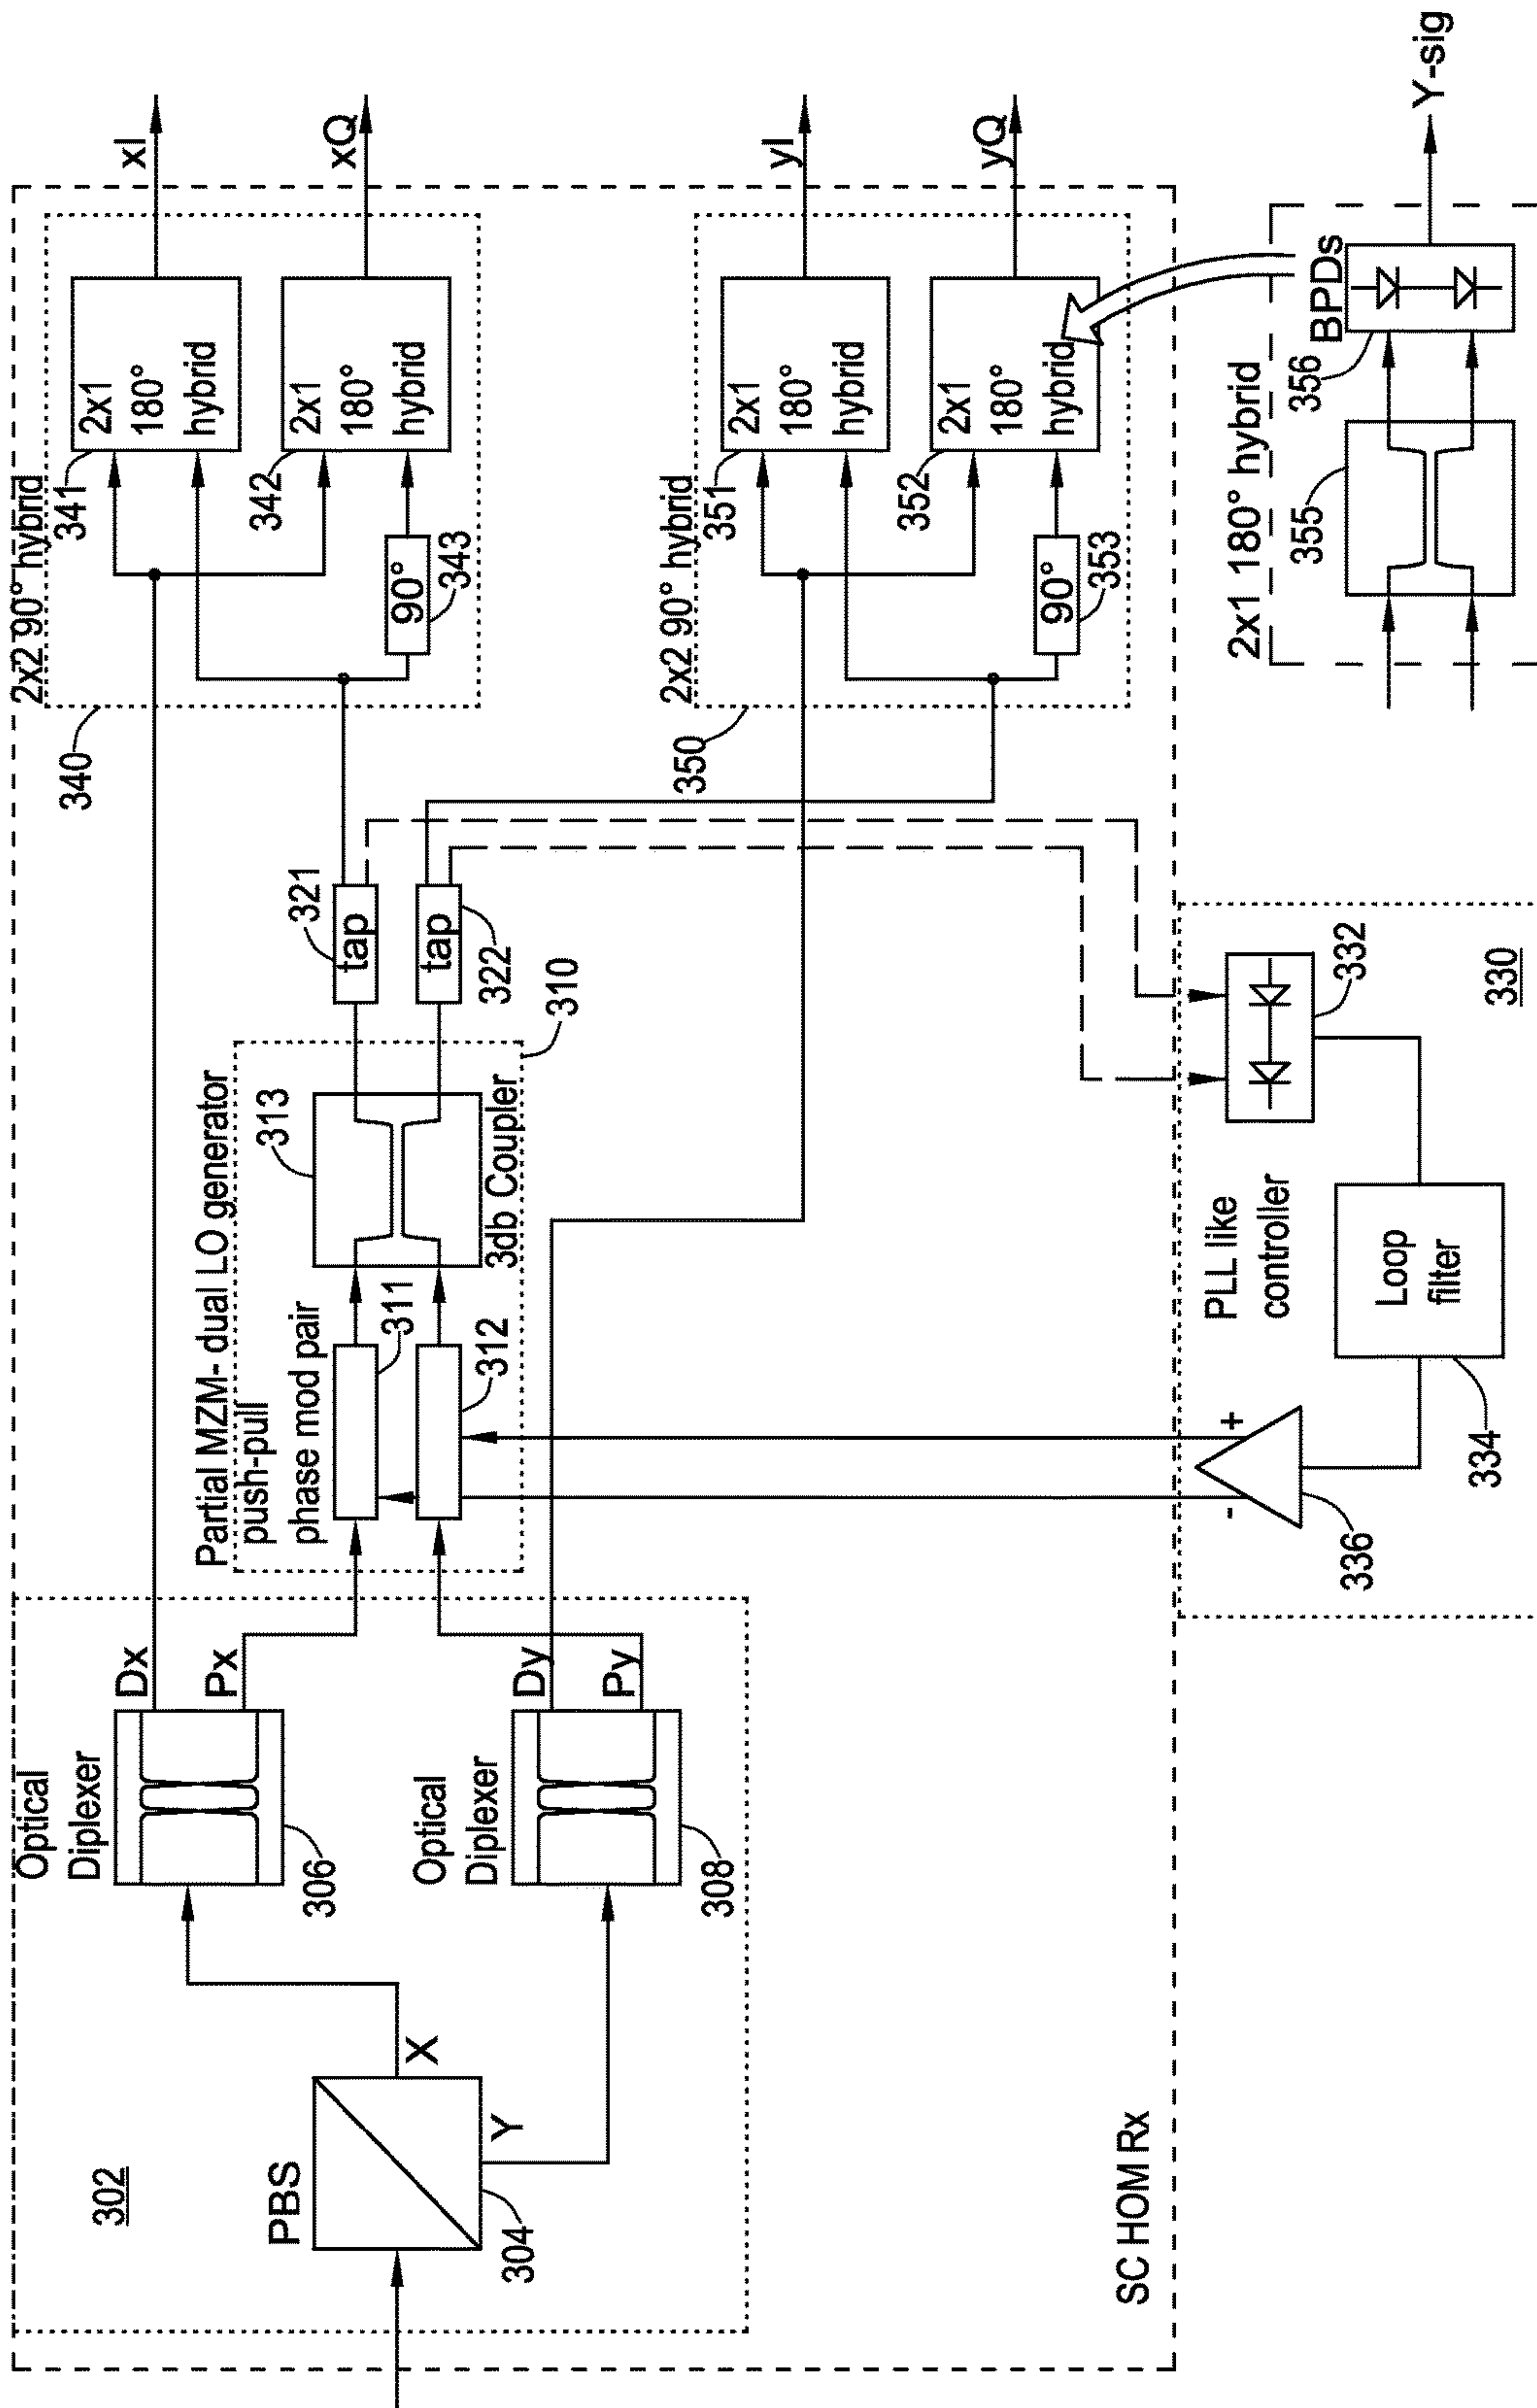 302
PBS
304
X
Y
Optical
Diplexer
306
Dx
Px
Optical
Diplexer
308
Dy
Py
Partial MZM- dual LO generator
push-pull
phase mod pair
311
312
313
3db Coupler
310
321
tap
tap
322
340
2x2 90° hybrid
341
2x1
180°
hybrid
xI
342
2x1
180°
hybrid
xQ
90°
343
350
2x2 90° hybrid
351
2x1
180°
hybrid
yI
352
2x1
180°
hybrid
yQ
90°
353
SC HOM Rx
PLL like
controller
336
-
+
Loop
filter
334
332
330
2x1 180° hybrid
355
356
BPDs
Y-sig